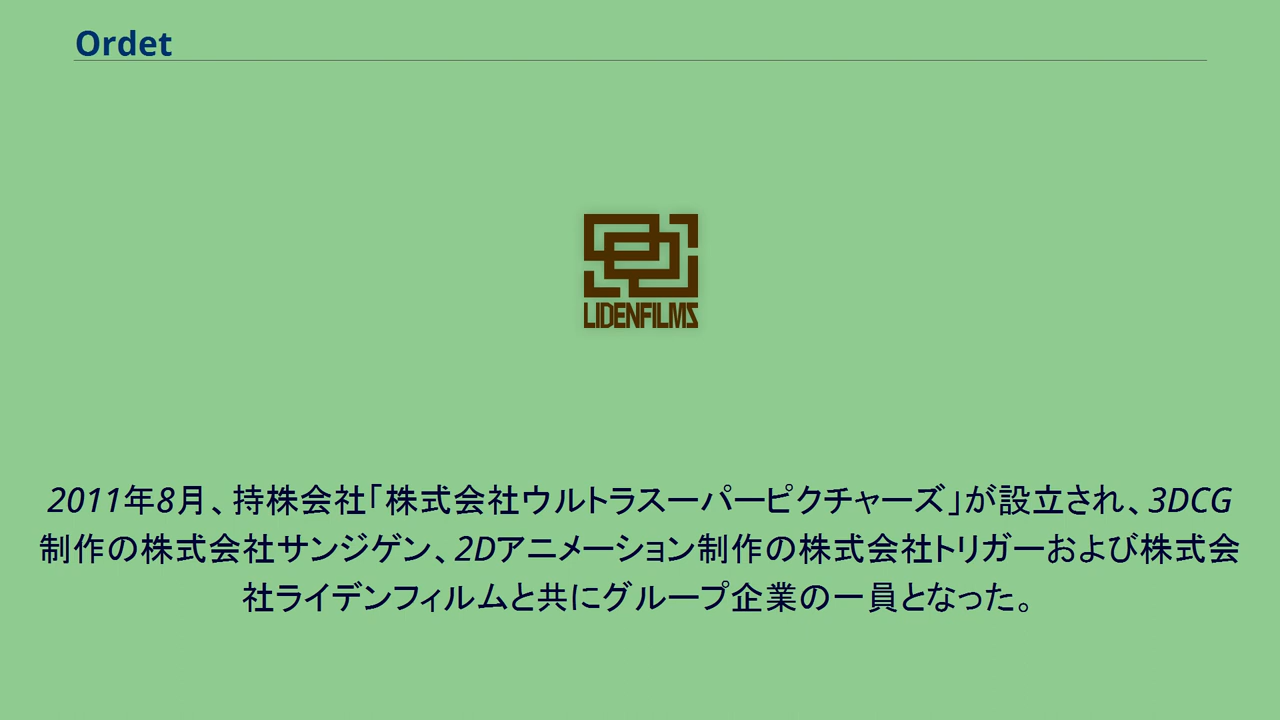 Ordet
LIDENFILMS
2011年8月、持株会社「株式会社ウルトラスーパーピクチャーズ」が設立され、3DCG
制作の株式会社サンジゲン、2Dアニメーション制作の株式会社トリガーおよび株式会
社ライデンフィルムと共にグループ企業の一員となった。